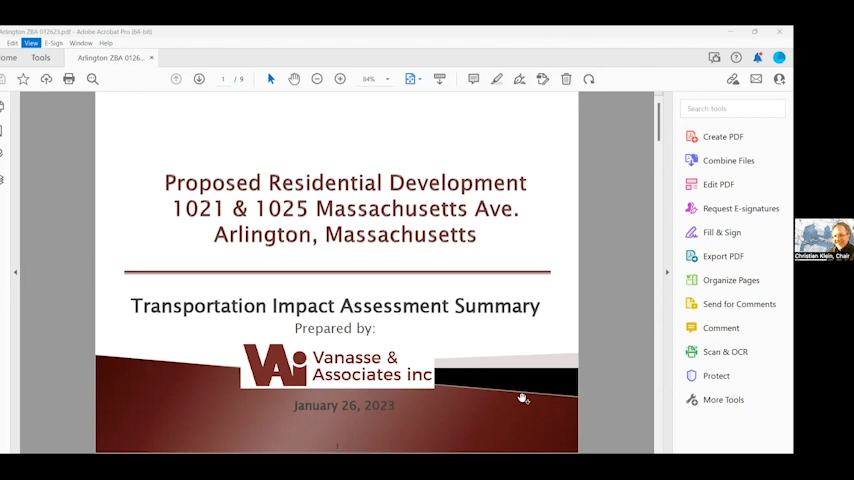 Arlington ZBA 012623.pdf - Adobe Acrobat Pro (64-bit)
Edit View E-Sign Window Help
ome Tools Arlington ZBA 0126... ×
1 / 9 84%
Search tools
Create PDF
Combine Files
Edit PDF
Request E-signatures
Fill & Sign
Export PDF
Organize Pages
Send for Comments
Comment
Scan & OCR
Protect
More Tools
Proposed Residential Development
1021 & 1025 Massachusetts Ave.
Arlington, Massachusetts
Transportation Impact Assessment Summary
Prepared by:
VAi Vanasse &
Associates inc
January 26, 2023
1
Christian Klein, Chair